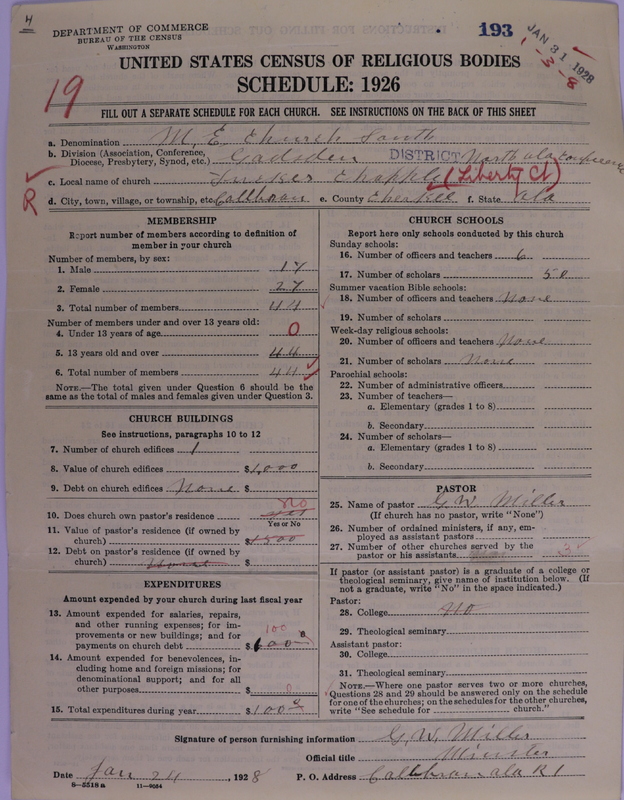 4
DEPARTMENT OF COMMERCE
BUREAU OF THE CENSUS
WASHINGTON
193
JAN 31 1928
1-3-8
UNITED STATES CENSUS OF RELIGIOUS BODIES
SCHEDULE: 1926
19
FILL OUT A SEPARATE SCHEDULE FOR EACH CHURCH. SEE INSTRUCTIONS ON THE BACK OF THIS SHEET
a. Denomination M. E. Church South
b. Division (Association, Conference, Diocese, Presbytery, Synod, etc.) Gadsden DISTRICT North Ala Conference
c. Local name of church Chapple (Liberty Ct)
R
d. City, town, village, or township, etc. e. County f. State Ala
MEMBERSHIP
Report number of members according to definition of member in your church
Number of members, by sex:
1. Male 17
2. Female 27
3. Total number of members 44
Number of members under and over 13 years old:
4. Under 13 years of age 0
5. 13 years old and over 44
6. Total number of members 44
NOTE.—The total given under Question 6 should be the same as the total of males and females given under Question 3.
CHURCH BUILDINGS
See instructions, paragraphs 10 to 12
7. Number of church edifices 1
8. Value of church edifices $1,000
9. Debt on church edifices None $
10. Does church own pastor's residence no yes
Yes or No
11. Value of pastor's residence (if owned by church) $1500
12. Debt on pastor's residence (if owned by church) None $
EXPENDITURES
Amount expended by your church during last fiscal year
13. Amount expended for salaries, repairs, and other running expenses; for improvements or new buildings; and for payments on church debt 100 $
14. Amount expended for benevolences, including home and foreign missions; for denominational support; and for all other purposes $
15. Total expenditures during year $100
CHURCH SCHOOLS
Report here only schools conducted by this church
Sunday schools:
16. Number of officers and teachers 6
17. Number of scholars 50
Summer vacation Bible schools:
18. Number of officers and teachers None
19. Number of scholars
Week-day religious schools:
20. Number of officers and teachers None
21. Number of scholars None
Parochial schools:
22. Number of administrative officers
23. Number of teachers—
a. Elementary (grades 1 to 8)
b. Secondary
24. Number of scholars—
a. Elementary (grades 1 to 8)
b. Secondary
PASTOR
25. Name of pastor G W Miller
(If church has no pastor, write "None")
26. Number of ordained ministers, if any, employed as assistant pastors
27. Number of other churches served by the pastor or his assistants 3
If pastor (or assistant pastor) is a graduate of a college or theological seminary, give name of institution below. (If not a graduate, write "No" in the space indicated.)
Pastor:
28. College No
29. Theological seminary
Assistant pastor:
30. College
31. Theological seminary
NOTE.—Where one pastor serves two or more churches, Questions 28 and 29 should be answered only on the schedule for one of the churches; on the schedules for the other churches, write "See schedule for church."
Signature of person furnishing information G. W. Miller
Official title Minister
Date Jan 24, 1928 P. O. Address Ala R 1
8—5518a 11—8054